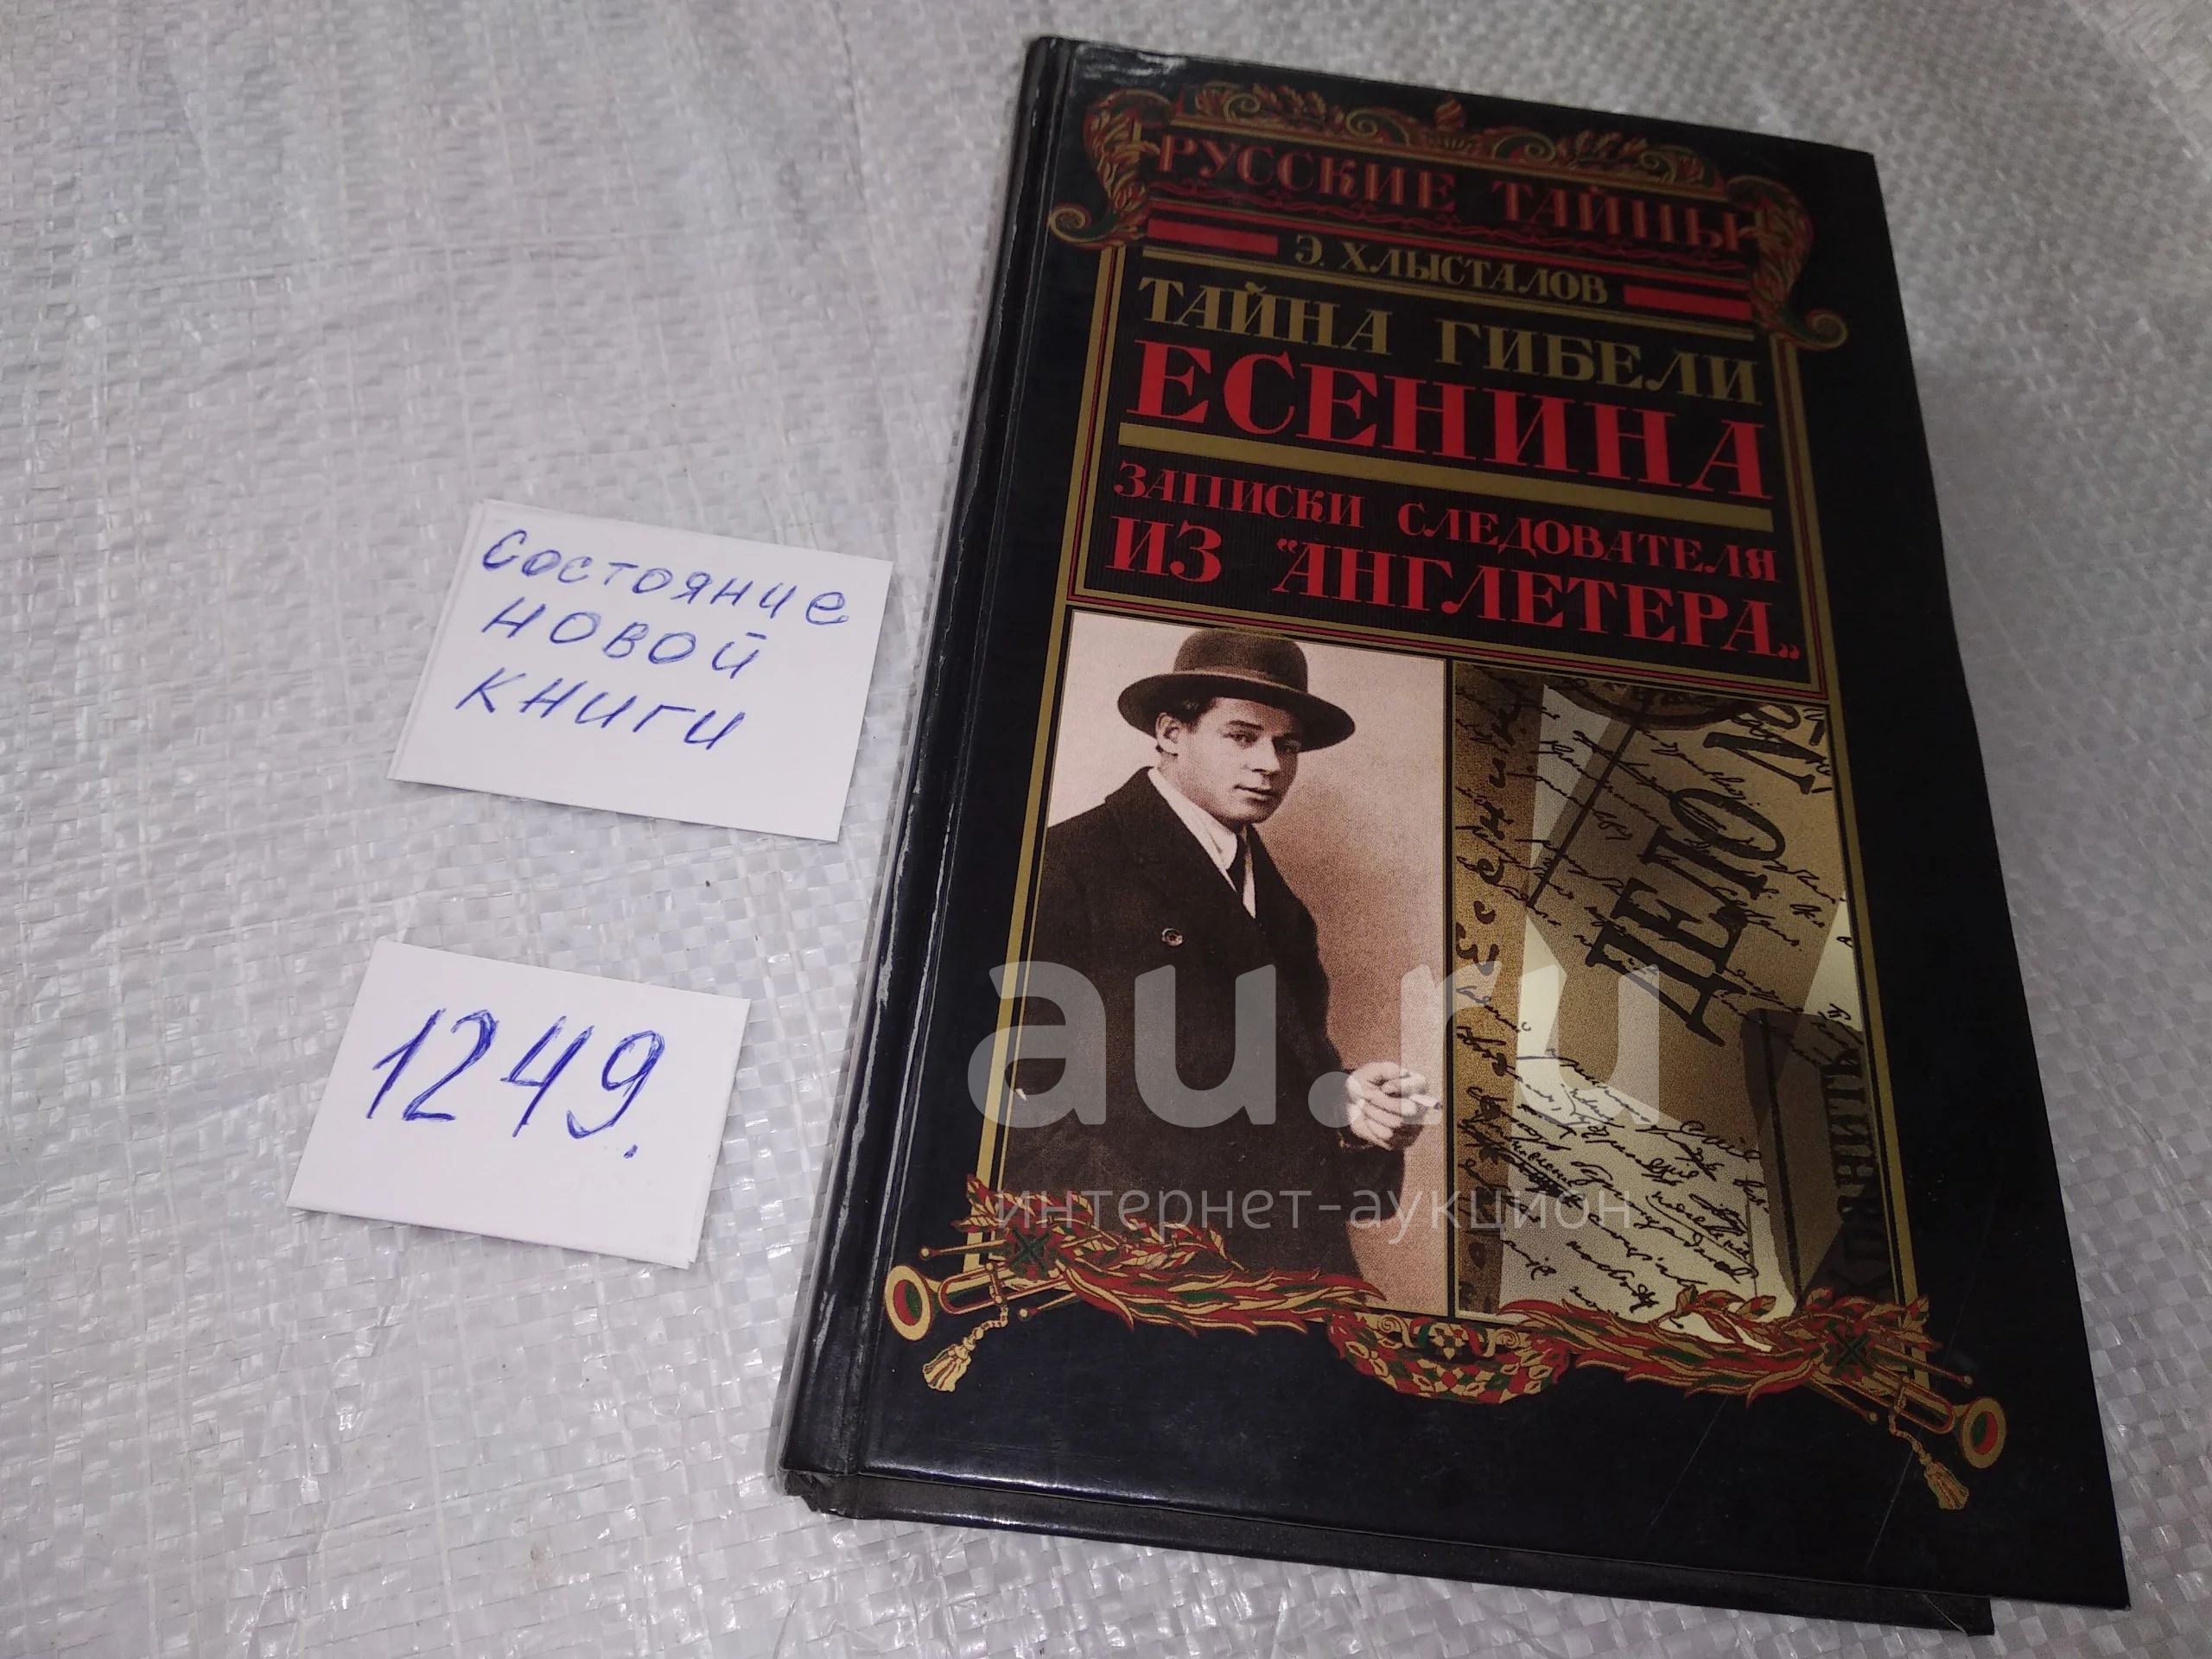 РУССКИЕ ТАЙНЫ
Э. ХЛЫСТАЛОВ
ТАЙНА ГИБЕЛИ
ЕСЕНИНА
ЗАПИСКИ СЛЕДОВАТЕЛЯ
ИЗ "АНГЛЕТЕРА"
ДЕЛО №
Состояние
новой
книги
1249.
au.ru
интернет-аукцион